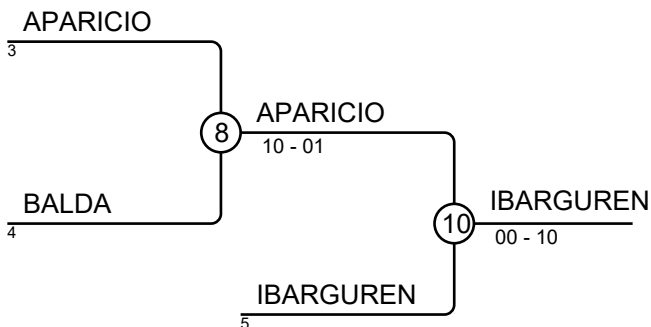 APARICIO
3
8
APARICIO
10 - 01
BALDA
4
10
IBARGUREN
00 - 10
IBARGUREN
5